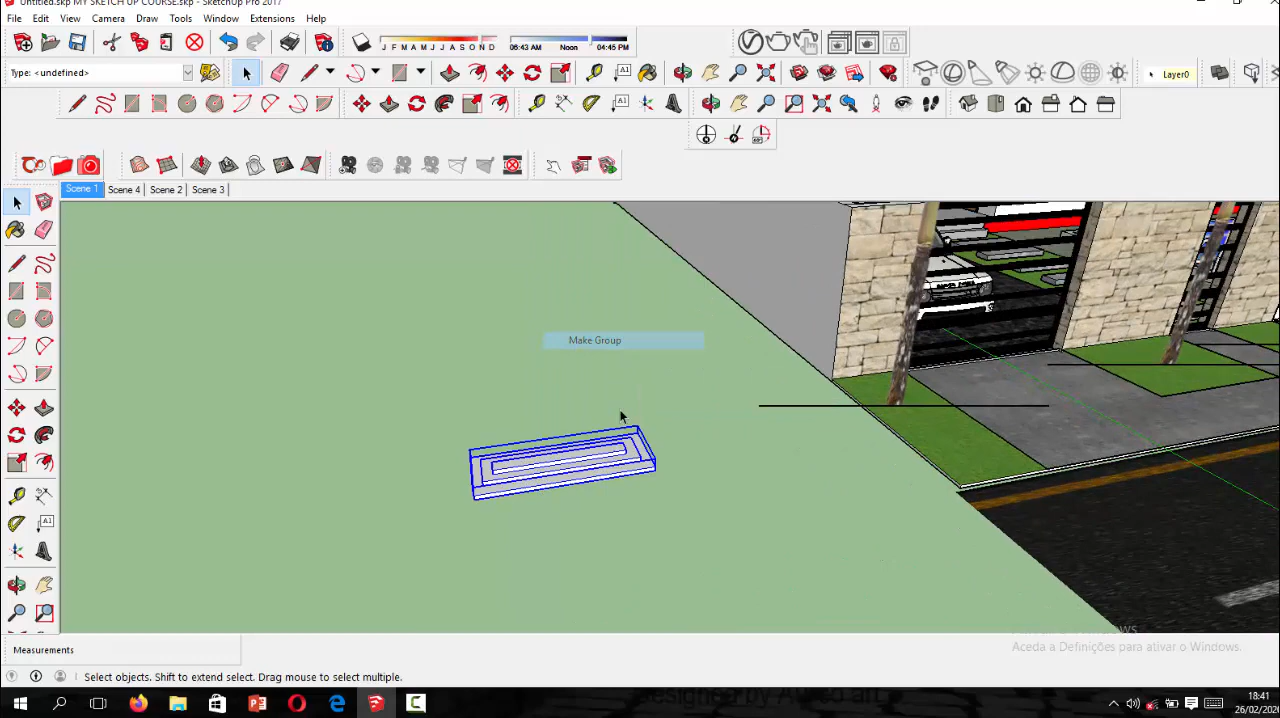 Untitled.skp MY SKETCH UP COURSE.skp - SketchUp Pro 2017
File Edit View Camera Draw Tools Window Extensions Help
J F M A M J J A S O N D 06:43 AM Noon 04:45 PM
Type: <undefined>
A1
Layer0
A1
Scene 1 Scene 4 Scene 2 Scene 3
Make Group
A1
Measurements
Aceda a Definições para ativar o Windows.
Select objects. Shift to extend select. Drag mouse to select multiple.
18:41